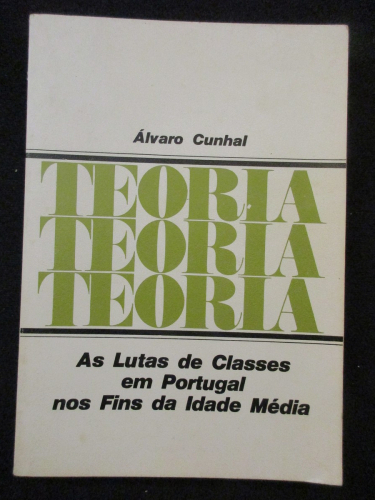 Álvaro Cunhal
TEORIA
TEORIA
TEORIA
As Lutas de Classes
em Portugal
nos Fins da Idade Média